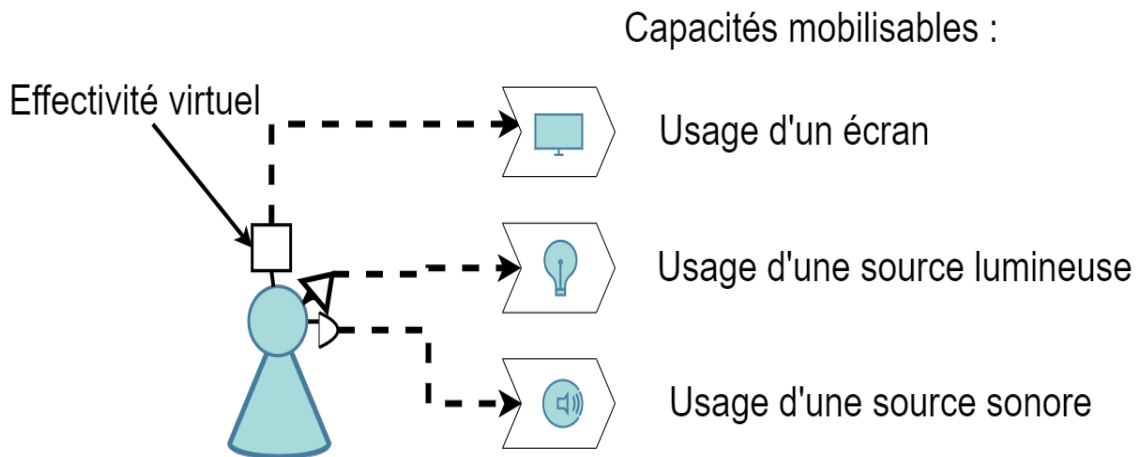 Capacités mobilisables :
Effectivité virtuel
Usage d'un écran
Usage d'une source lumineuse
Usage d'une source sonore